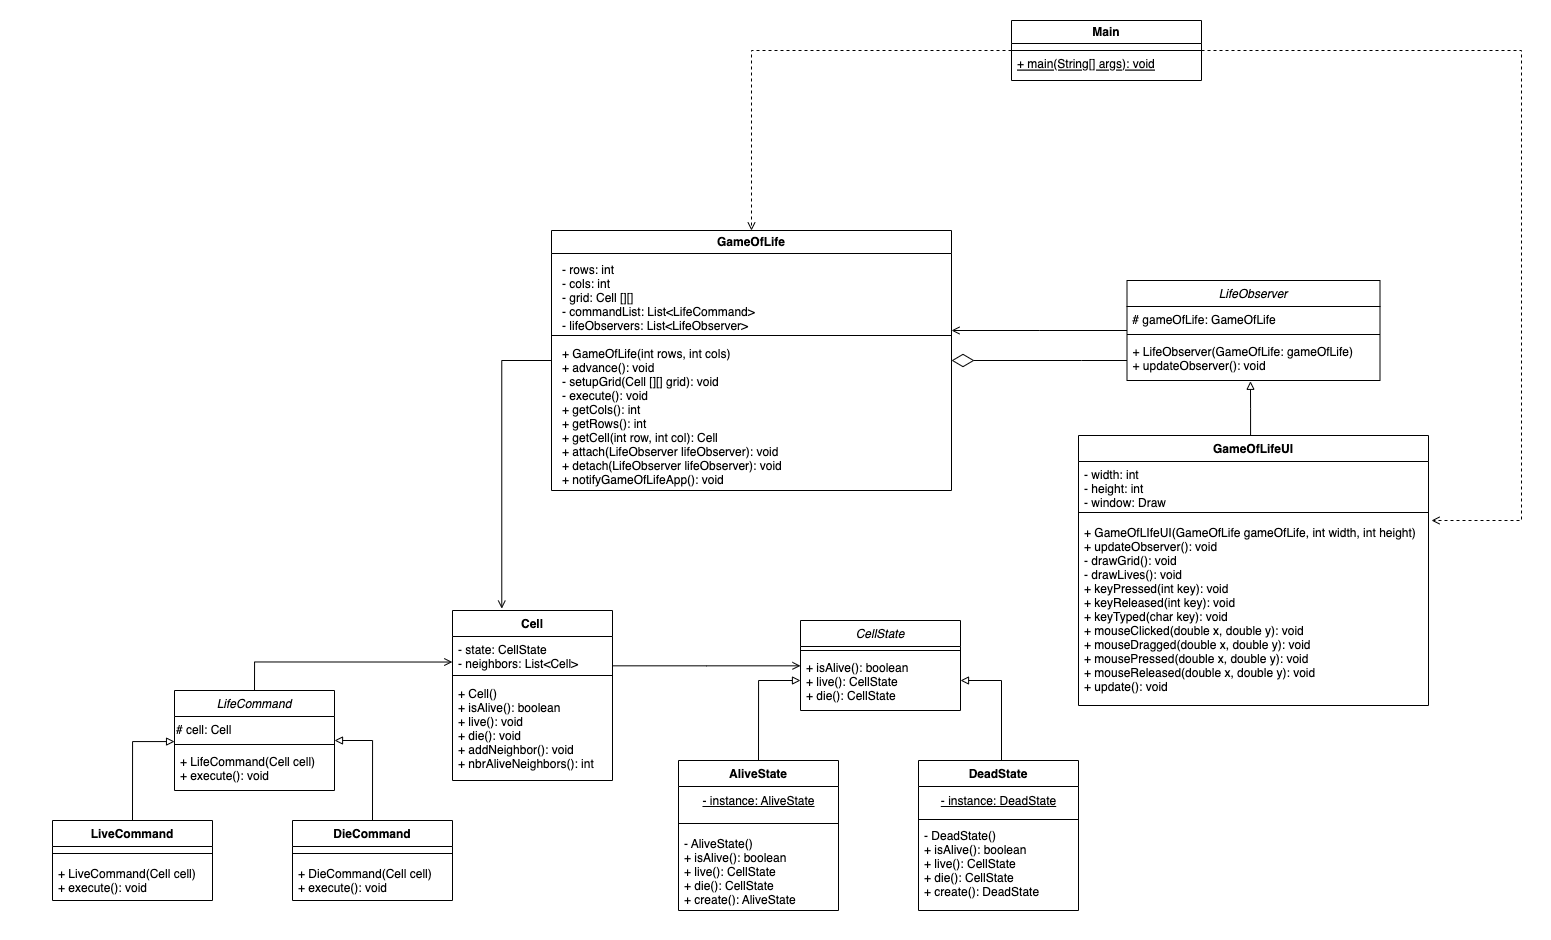 Main
+ main(String[] args): void
GameOfLife
- rows: int
- cols: int
- grid: Cell [][]
- commandList: List<LifeCommand>
- lifeObservers: List<LifeObserver>
+ GameOfLife(int rows, int cols)
+ advance(): void
- setupGrid(Cell [][] grid): void
- execute(): void
+ getCols(): int
+ getRows(): int
+ getCell(int row, int col): Cell
+ attach(LifeObserver lifeObserver): void
+ detach(LifeObserver lifeObserver): void
+ notifyGameOfLifeApp(): void
LifeObserver
# gameOfLife: GameOfLife
+ LifeObserver(GameOfLife: gameOfLife)
+ updateObserver(): void
GameOfLifeUI
- width: int
- height: int
- window: Draw
+ GameOfLIfeUI(GameOfLife gameOfLife, int width, int height)
+ updateObserver(): void
- drawGrid(): void
- drawLives(): void
+ keyPressed(int key): void
+ keyReleased(int key): void
+ keyTyped(char key): void
+ mouseClicked(double x, double y): void
+ mouseDragged(double x, double y): void
+ mousePressed(double x, double y): void
+ mouseReleased(double x, double y): void
+ update(): void
Cell
- state: CellState
- neighbors: List<Cell>
+ Cell()
+ isAlive(): boolean
+ live(): void
+ die(): void
+ addNeighbor(): void
+ nbrAliveNeighbors(): int
CellState
+ isAlive(): boolean
+ live(): CellState
+ die(): CellState
LifeCommand
# cell: Cell
+ LifeCommand(Cell cell)
+ execute(): void
LiveCommand
+ LiveCommand(Cell cell)
+ execute(): void
DieCommand
+ DieCommand(Cell cell)
+ execute(): void
AliveState
- instance: AliveState
- AliveState()
+ isAlive(): boolean
+ live(): CellState
+ die(): CellState
+ create(): AliveState
DeadState
- instance: DeadState
- DeadState()
+ isAlive(): boolean
+ live(): CellState
+ die(): CellState
+ create(): DeadState